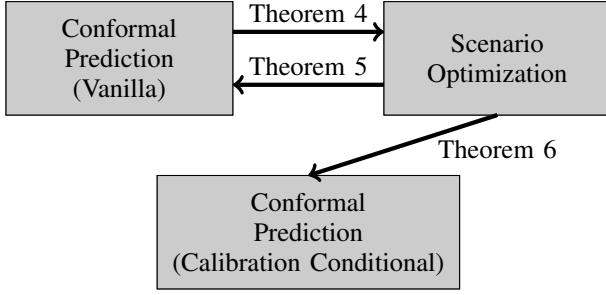 Conformal
Prediction
(Vanilla)
Theorem 4
Theorem 5
Scenario
Optimization
Theorem 6
Conformal
Prediction
(Calibration Conditional)